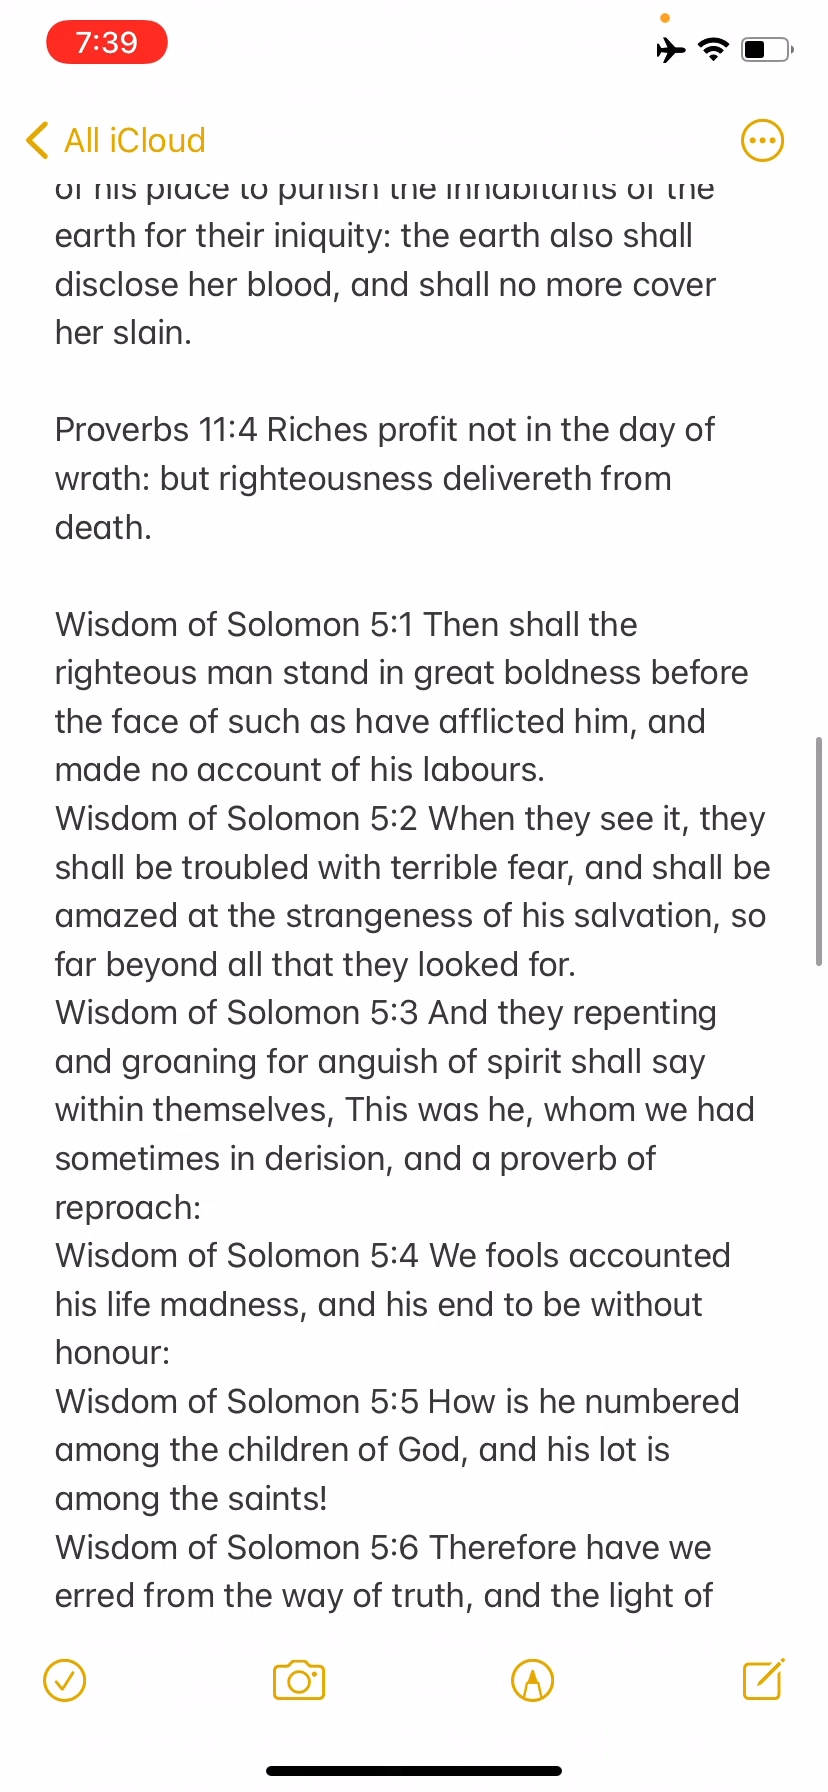 7:39
All iCloud
of his place to punish the inhabitants of the
earth for their iniquity: the earth also shall
disclose her blood, and shall no more cover
her slain.
Proverbs 11:4 Riches profit not in the day of
wrath: but righteousness delivereth from
death.
Wisdom of Solomon 5:1 Then shall the
righteous man stand in great boldness before
the face of such as have afflicted him, and
made no account of his labours.
Wisdom of Solomon 5:2 When they see it, they
shall be troubled with terrible fear, and shall be
amazed at the strangeness of his salvation, so
far beyond all that they looked for.
Wisdom of Solomon 5:3 And they repenting
and groaning for anguish of spirit shall say
within themselves, This was he, whom we had
sometimes in derision, and a proverb of
reproach:
Wisdom of Solomon 5:4 We fools accounted
his life madness, and his end to be without
honour:
Wisdom of Solomon 5:5 How is he numbered
among the children of God, and his lot is
among the saints!
Wisdom of Solomon 5:6 Therefore have we
erred from the way of truth, and the light of